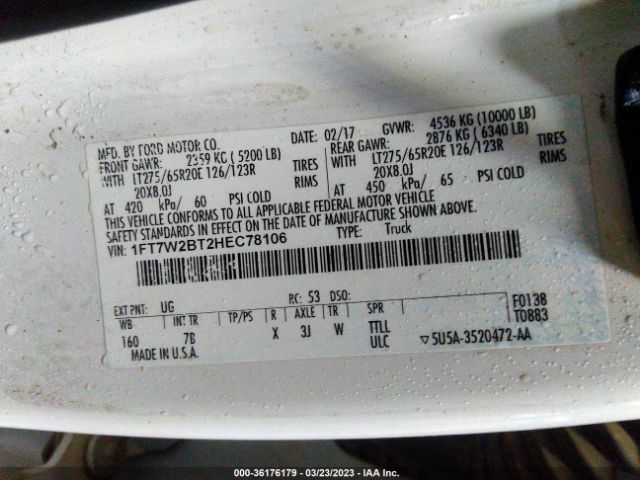 MFD. BY FORD MOTOR CO.
DATE: 02/17 GVWR: 4536 KG (10000 LB)
FRONT GAWR: 2359 KG ( 5200 LB)
WITH LT275/65R20E 126/123R TIRES
20X8.0J RIMS
AT 420 kPa/ 60 PSI COLD
REAR GAWR: 2876 KG ( 6340 LB)
WITH LT275/65R20E 126/123R TIRES
20X8.0J RIMS
AT 450 kPa/ 65 PSI COLD
THIS VEHICLE CONFORMS TO ALL APPLICABLE FEDERAL MOTOR VEHICLE
SAFETY STANDARDS IN EFFECT ON THE DATE OF MANUFACTURE SHOWN ABOVE.
VIN: 1FT7W2BT2HEC78106 TYPE: Truck
EXT PNT: UG RC: 53 DSO:
WB INT TR TP/PS R AXLE TR SPR
160 7B X 3J W TTLL
ULC
F0138
T0883
MADE IN U.S.A.
▽5U5A-3520472-AA
000-36176179 - 03/23/2023 - IAA Inc.